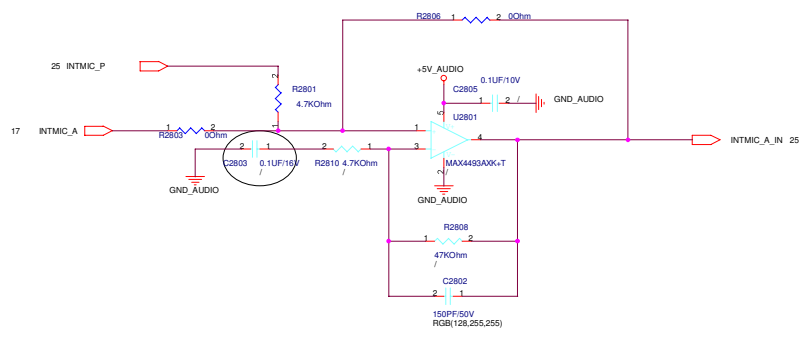 R2806 1 2 0Ohm
25 INTMIC_P
+5V_AUDIO
2
R2801
4.7KOhm
1
C2805
0.1UF/10V
1 2 /
GND_AUDIO
5
U2801
17 INTMIC_A
1 2
R2803 0Ohm
1
3
4
INTMIC_A_IN 25
2 1
C2803 0.1UF/16V
/
2 1
R2810 4.7KOhm
/
MAX4493AXK+T
/
2
GND_AUDIO
GND_AUDIO
R2808
1 2
47KOhm
/
C2802
2 1
150PF/50V
RGB(128,255,255)